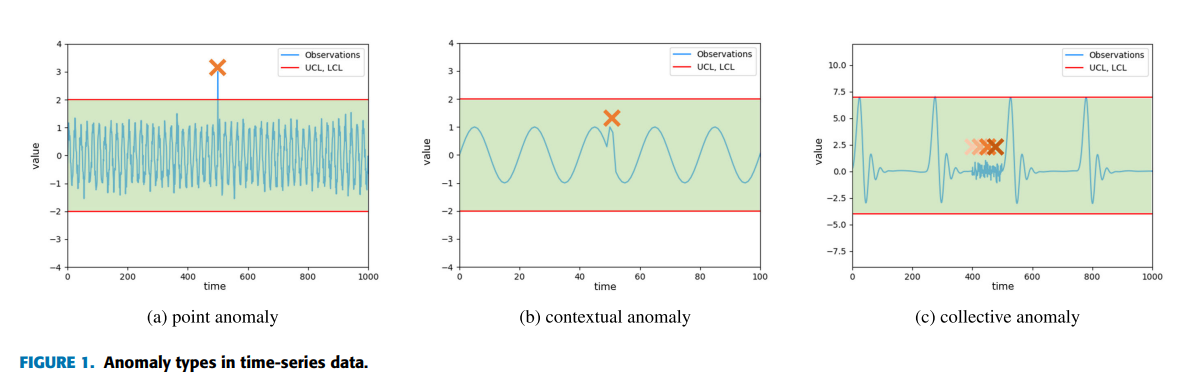 4
3
2
1
0
−1
−2
−3
−4
value
Observations
UCL, LCL
0
200
400
600
800
1000
time
(a) point anomaly
4
3
2
1
0
−1
−2
−3
−4
value
Observations
UCL, LCL
0
20
40
60
80
100
time
(b) contextual anomaly
10.0
7.5
5.0
2.5
0.0
−2.5
−5.0
−7.5
value
Observations
UCL, LCL
0
200
400
600
800
1000
time
(c) collective anomaly
FIGURE 1. Anomaly types in time-series data.